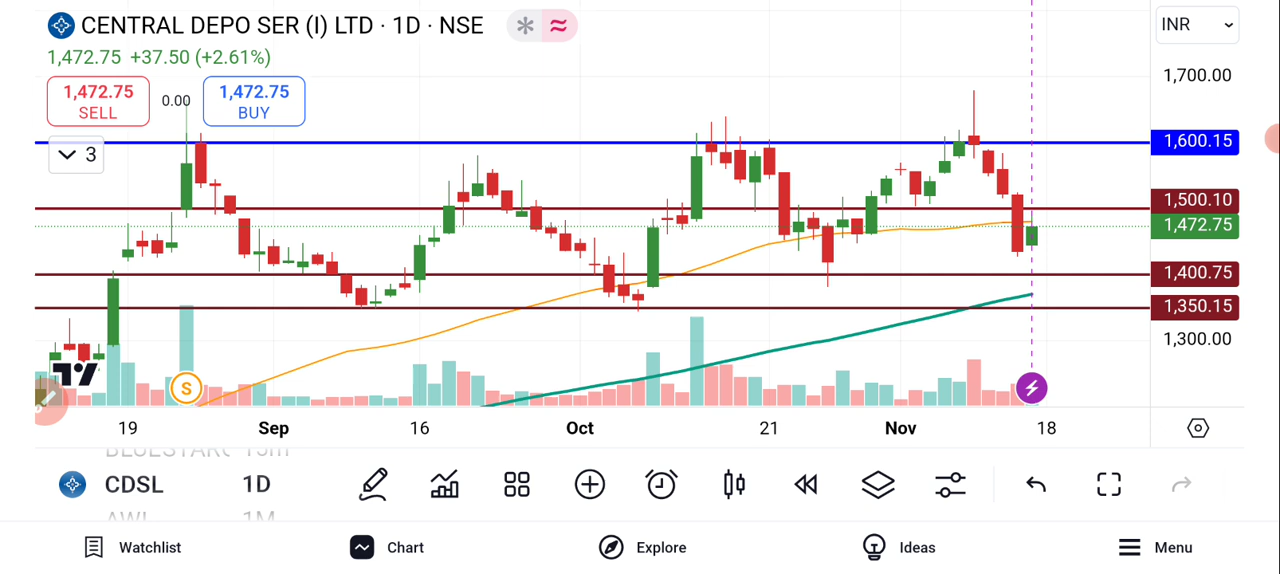 CENTRAL DEPO SER (I) LTD · 1D · NSE
INR
1,472.75 +37.50 (+2.61%)
1,472.75
SELL
0.00
1,472.75
BUY
3
1,700.00
1,600.15
1,500.10
1,472.75
1,400.75
1,350.15
1,300.00
S
19 Sep 16 Oct 21 Nov 18
CDSL 1D
Watchlist Chart Explore Ideas Menu